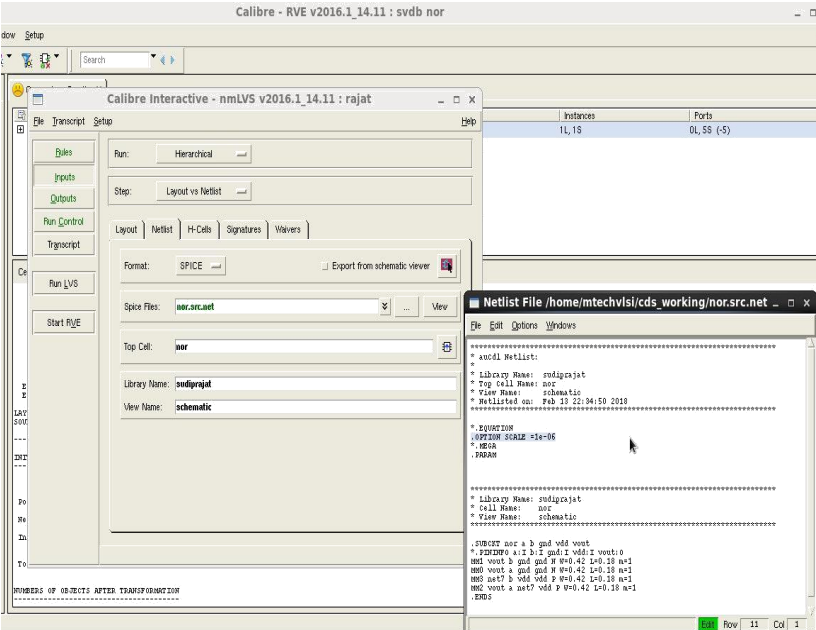 Calibre - RVE v2016.1_14.11 : svdb nor
dow Setup
Search
Calibre Interactive - nmLVS v2016.1_14.11 : rajat
File Transcript Setup Help
Instances Ports
1L, 1S 0L, 5S (-5)
Rules
Inputs
Outputs
Run Control
Transcript
Run LVS
Start RVE
Run: Hierarchical
Step: Layout vs Netlist
Layout Netlist H-Cells Signatures Waivers
Format: SPICE Export from schematic viewer
Spice Files: nor.src.net ... View
Top Cell: nor
Library Name: sudiprajat
View Name: schematic
Ce
E
E
LAY
SOU
---
INI
---
Po
Ne
In
To
NUMBERS OF OBJECTS AFTER TRANSFORMATION
---------------------------------------
Netlist File /home/mtechvlsi/cds_working/nor.src.net
File Edit Options Windows
************************************************************************
* auCdl Netlist:
*
* Library Name: sudiprajat
* Top Cell Name: nor
* View Name: schematic
* Netlisted on: Feb 13 22:34:50 2018
************************************************************************
*.EQUATION
.OPTION SCALE =1e-06
*.MEGA
.PARAM
************************************************************************
* Library Name: sudiprajat
* Cell Name: nor
* View Name: schematic
************************************************************************
.SUBCKT nor a b gnd vdd vout
*.PININFO a:I b:I gnd:I vdd:I vout:O
MM1 vout b gnd gnd N W=0.42 L=0.18 m=1
MM0 vout a gnd gnd N W=0.42 L=0.18 m=1
MM3 net7 b vdd vdd P W=0.42 L=0.18 m=1
MM2 vout a net7 vdd P W=0.42 L=0.18 m=1
.ENDS
Edit Row 11 Col 1